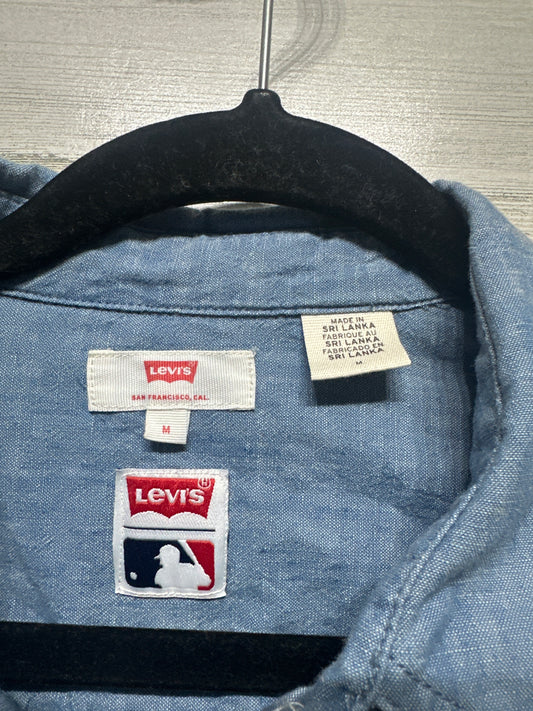 MADE IN
SRI LANKA
FABRIQUE AU
SRI LANKA
FABRICADO EN
SRI LANKA
M
LEVI'S
SAN FRANCISCO, CAL.
M
LEVI'S ®